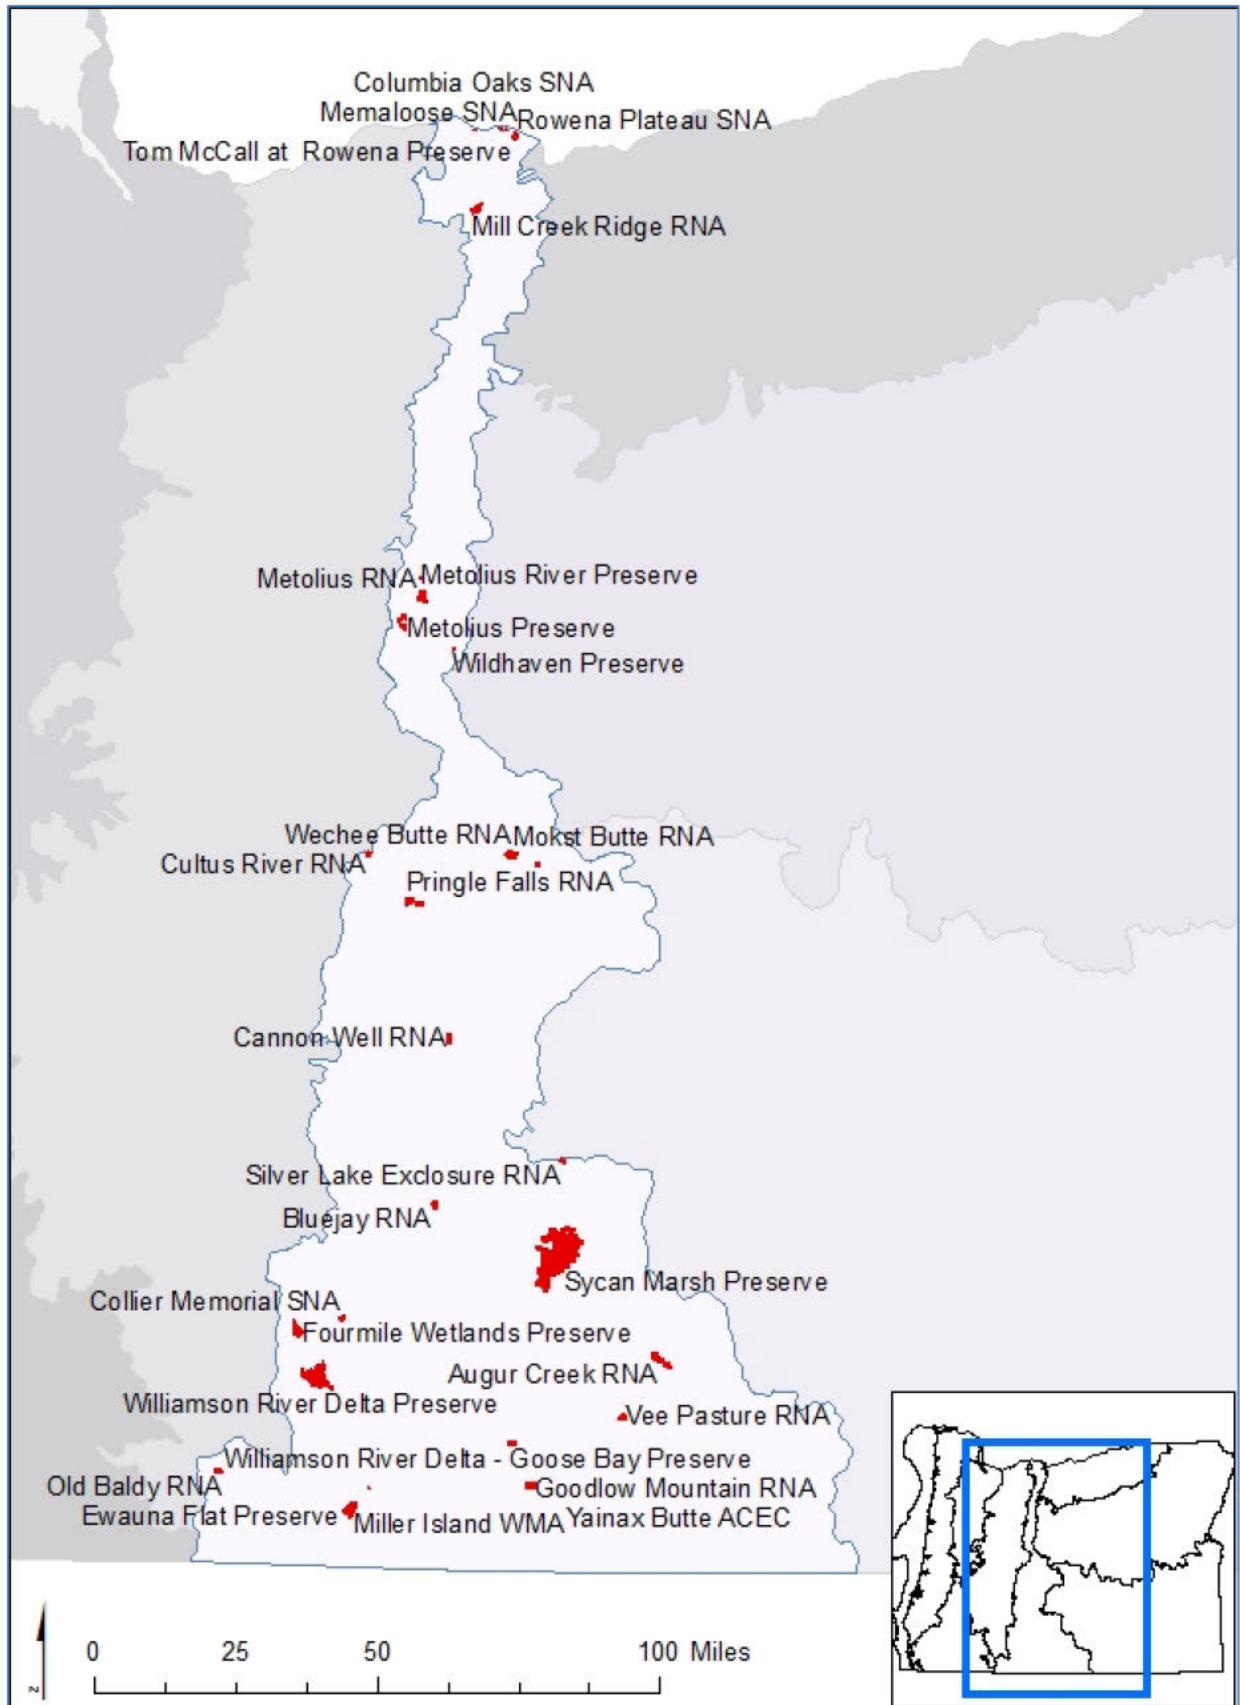 Columbia Oaks SNA
Memaloose SNA
Rowena Plateau SNA
Tom McCall at Rowena Preserve
Mill Creek Ridge RNA
Metolius RNA
Metolius River Preserve
Metolius Preserve
Wildhaven Preserve
Wechee Butte RNA
Mokst Butte RNA
Cultus River RNA
Pringle Falls RNA
Cannon Well RNA
Silver Lake Exclosure RNA
Bluejay RNA
Sycan Marsh Preserve
Collier Memorial SNA
Fourmile Wetlands Preserve
Augur Creek RNA
Williamson River Delta Preserve
Vee Pasture RNA
Williamson River Delta - Goose Bay Preserve
Old Baldy RNA
Goodlow Mountain RNA
Ewauna Flat Preserve
Miller Island WMA
Yainax Butte ACEC
0 25 50 100 Miles
N